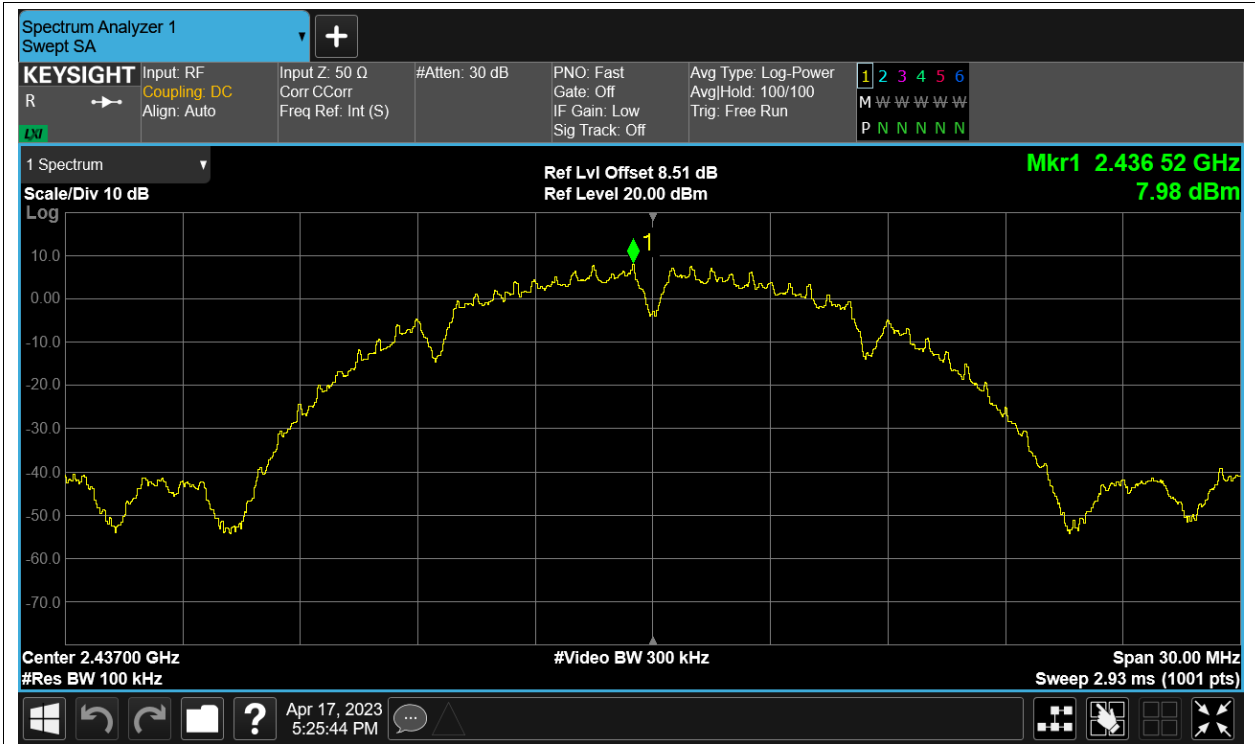 Spectrum Analyzer 1
Swept SA
KEYSIGHT
R
LXI
Input: RF
Coupling: DC
Align: Auto
Input Z: 50 Ω
Corr CCorr
Freq Ref: Int (S)
#Atten: 30 dB
PNO: Fast
Gate: Off
IF Gain: Low
Sig Track: Off
Avg Type: Log-Power
Avg|Hold: 100/100
Trig: Free Run
1 2 3 4 5 6
M W W W W W
P N N N N N
1 Spectrum
Scale/Div 10 dB
Log
Ref Lvl Offset 8.51 dB
Ref Level 20.00 dBm
Mkr1 2.436 52 GHz
7.98 dBm
1
10.0
0.00
-10.0
-20.0
-30.0
-40.0
-50.0
-60.0
-70.0
Center 2.43700 GHz
#Res BW 100 kHz
#Video BW 300 kHz
Span 30.00 MHz
Sweep 2.93 ms (1001 pts)
?
Apr 17, 2023
5:25:44 PM